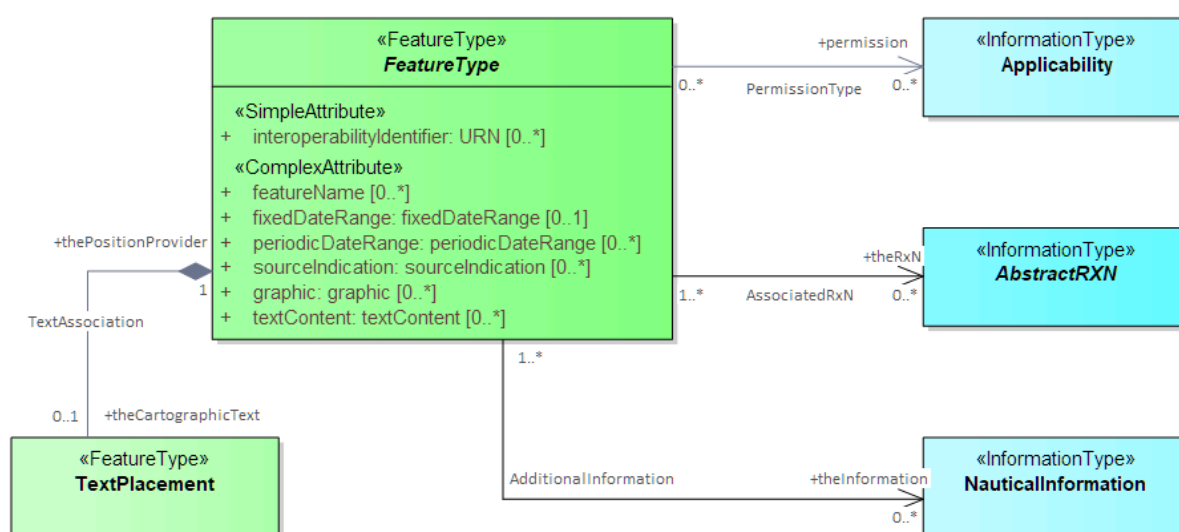 «FeatureType»
FeatureType
«SimpleAttribute»
+ interoperabilityIdentifier: URN [0..*]
«ComplexAttribute»
+ featureName [0..*]
+ fixedDateRange: fixedDateRange [0..1]
+ periodicDateRange: periodicDateRange [0..*]
+ sourceIndication: sourceIndication [0..*]
+ graphic: graphic [0..*]
+ textContent: textContent [0..*]
+permission
0..*
PermissionType
0..*
«InformationType»
Applicability
+theRxN
1..*
AssociatedRxN
0..*
«InformationType»
AbstractRXN
+thePositionProvider
1
TextAssociation
0..1
+theCartographicText
«FeatureType»
TextPlacement
1..*
AdditionalInformation
+theInformation
0..*
«InformationType»
NauticalInformation